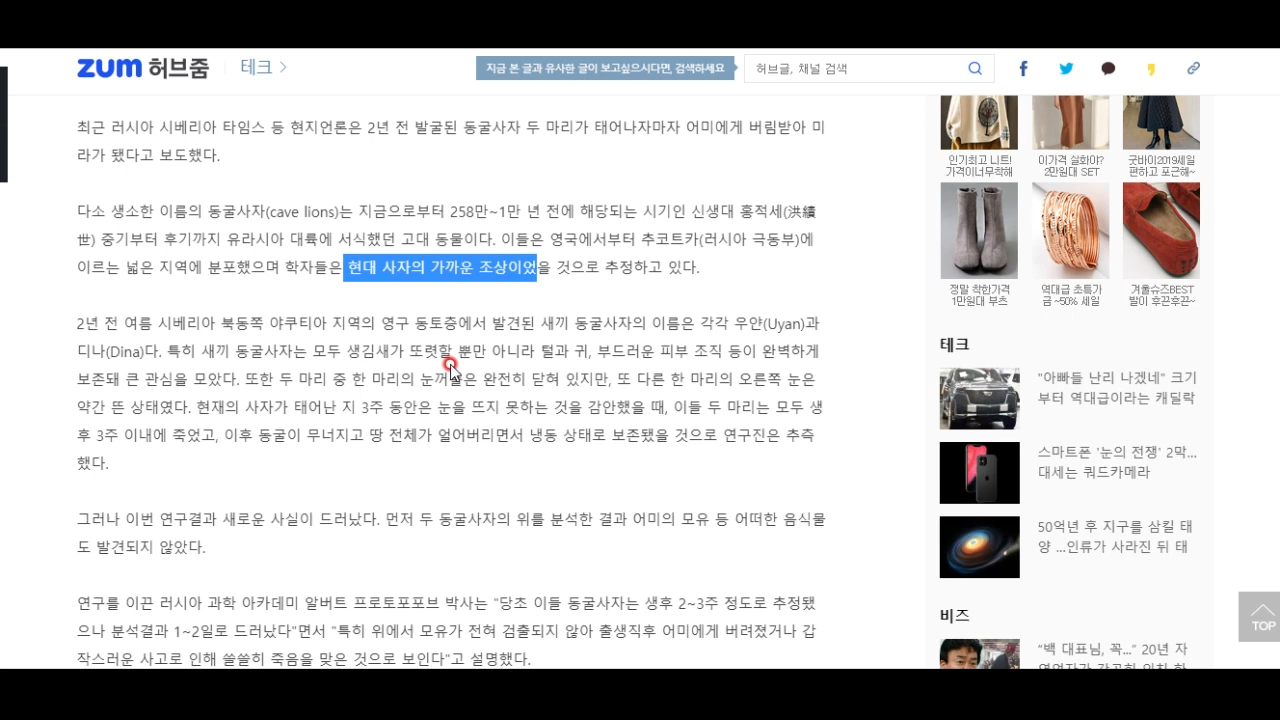 zum 허브줌
테크 >
지금 본 글과 유사한 글이 보고싶으시다면, 검색하세요
허브글, 채널 검색
최근 러시아 시베리아 타임스 등 현지언론은 2년 전 발굴된 동굴사자 두 마리가 태어나자마자 어미에게 버림받아 미
라가 됐다고 보도했다.
다소 생소한 이름의 동굴사자(cave lions)는 지금으로부터 258만~1만 년 전에 해당되는 시기인 신생대 홍적세(洪績
世) 중기부터 후기까지 유라시아 대륙에 서식했던 고대 동물이다. 이들은 영국에서부터 추코트카(러시아 극동부)에
이르는 넓은 지역에 분포했으며 학자들은 현대 사자의 가까운 조상이었을 것으로 추정하고 있다.
2년 전 여름 시베리아 북동쪽 야쿠티아 지역의 영구 동토층에서 발견된 새끼 동굴사자의 이름은 각각 우얀(Uyan)과
디나(Dina)다. 특히 새끼 동굴사자는 모두 생김새가 또렷할 뿐만 아니라 털과 귀, 부드러운 피부 조직 등이 완벽하게
보존돼 큰 관심을 모았다. 또한 두 마리 중 한 마리의 눈꺼풀은 완전히 닫혀 있지만, 또 다른 한 마리의 오른쪽 눈은
약간 뜬 상태였다. 현재의 사자가 태어난 지 3주 동안은 눈을 뜨지 못하는 것을 감안했을 때, 이들 두 마리는 모두 생
후 3주 이내에 죽었고, 이후 동굴이 무너지고 땅 전체가 얼어버리면서 냉동 상태로 보존됐을 것으로 연구진은 추측
했다.
그러나 이번 연구결과 새로운 사실이 드러났다. 먼저 두 동굴사자의 위를 분석한 결과 어미의 모유 등 어떠한 음식물
도 발견되지 않았다.
연구를 이끈 러시아 과학 아카데미 알버트 프로토포포브 박사는 "당초 이들 동굴사자는 생후 2~3주 정도로 추정됐
으나 분석결과 1~2일로 드러났다"면서 "특히 위에서 모유가 전혀 검출되지 않아 출생직후 어미에게 버려졌거나 갑
작스러운 사고로 인해 쓸쓸히 죽음을 맞은 것으로 보인다"고 설명했다.
인기최고 니트!
가격이너무착해
이가격 실화야?
2만원대 SET
굿바이2019세일
편하고 포근해~
정말 착한가격
1만원대 부츠
역대급 초특가
금 ~50% 세일
겨울슈즈BEST
발이 후끈후끈~
테크
"아빠들 난리 나겠네" 크기
부터 역대급이라는 캐딜락
스마트폰 '눈의 전쟁' 2막...
대세는 쿼드카메라
50억년 후 지구를 삼킬 태
양 ...인류가 사라진 뒤 태
비즈
“백 대표님, 꼭...” 20년 자
TOP